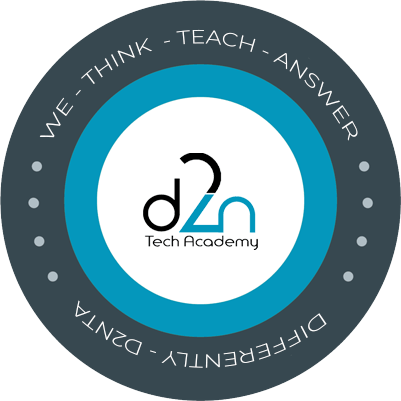 WE - THINK - TEACH - ANSWER
d2n
Tech Academy
DIFFERENTLY - D2NTA